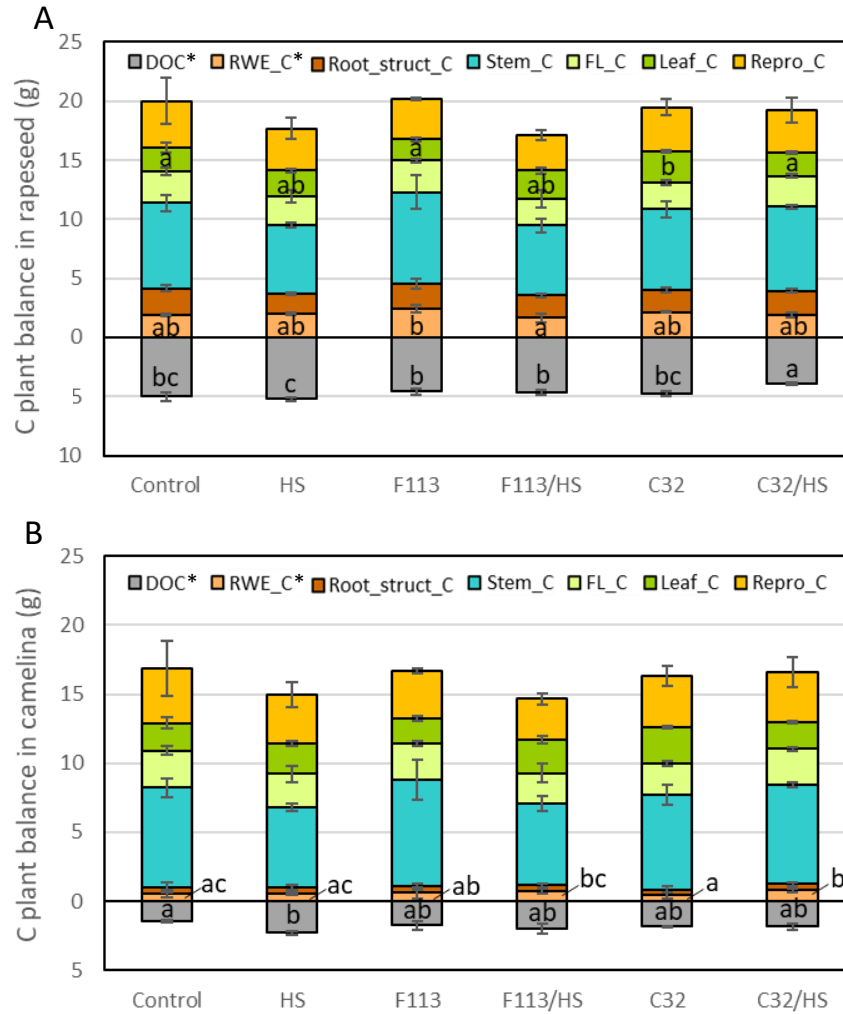 A
C plant balance in rapeseed (g)
25
20
15
10
5
0
5
10
DOC* RWE_C* Root_struct_C Stem_C FL_C Leaf_C Repro_C
a ab a ab b a
ab ab b a ab ab
bc c b b bc a
Control HS F113 F113/HS C32 C32/HS
B
C plant balance in camelina (g)
25
20
15
10
5
0
5
DOC* RWE_C* Root_struct_C Stem_C FL_C Leaf_C Repro_C
ac ac ab bc a b
a b ab ab ab ab
Control HS F113 F113/HS C32 C32/HS